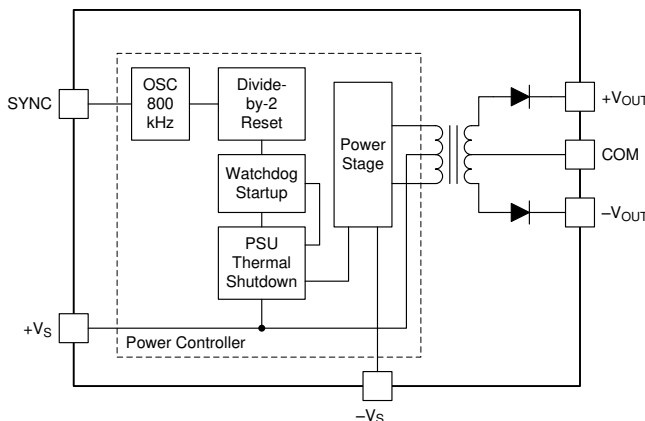 SYNC
OSC
800
kHz
Divide-
by-2
Reset
Watchdog
Startup
PSU
Thermal
Shutdown
Power
Stage
+VOUT
COM
–VOUT
+VS
Power Controller
–VS